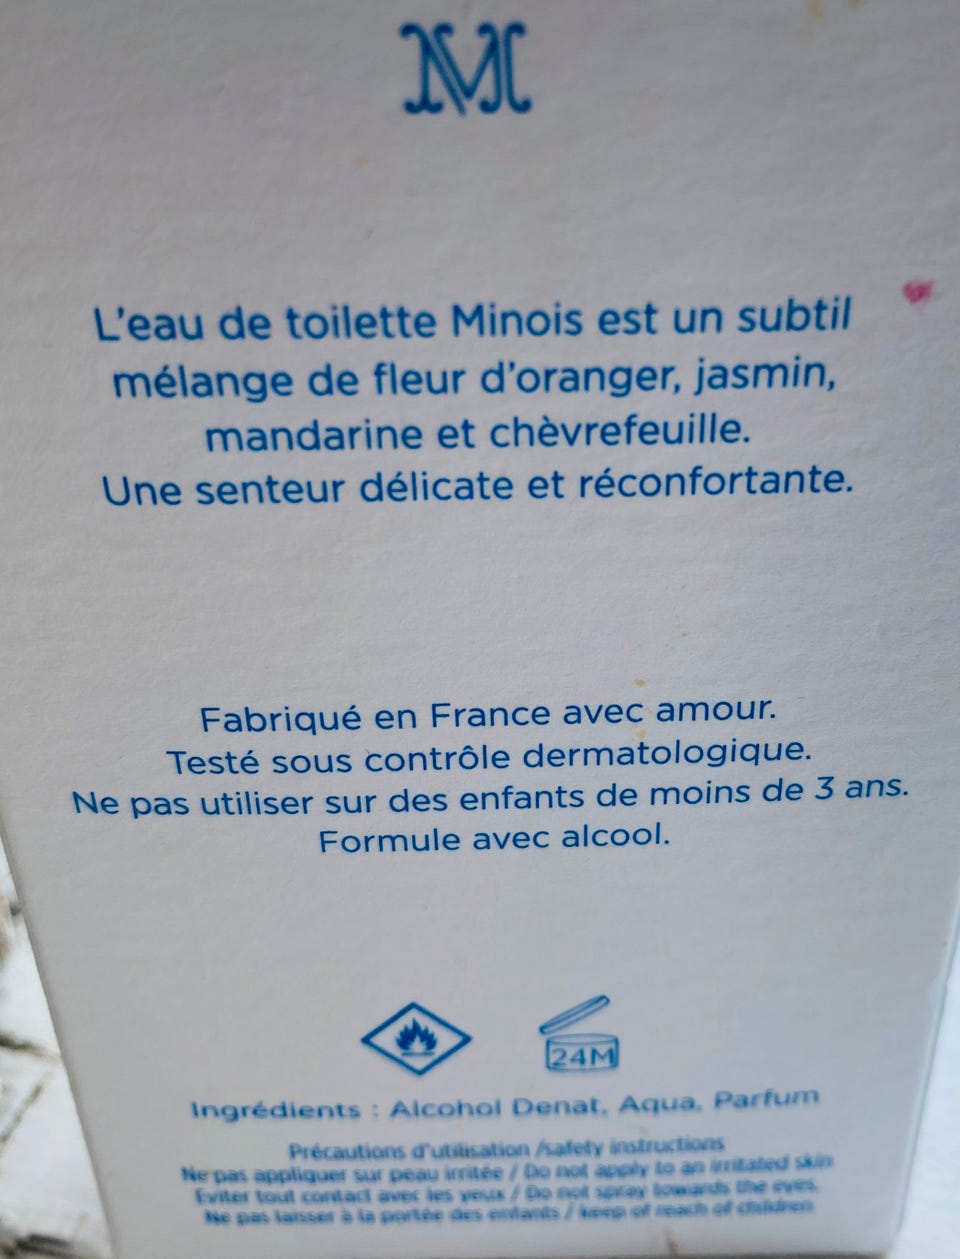 M
L'eau de toilette Minois est un subtil
mélange de fleur d'oranger, jasmin,
mandarine et chèvrefeuille.
Une senteur délicate et réconfortante.
Fabriqué en France avec amour.
Testé sous contrôle dermatologique.
Ne pas utiliser sur des enfants de moins de 3 ans.
Formule avec alcool.
24M
Ingrédients : Alcohol Denat, Aqua, Parfum
Précautions d'utilisation /safety instructions
Ne pas appliquer sur peau irritée / Do not apply to an irritated skin
Eviter tout contact avec les yeux / Do not spray towards the eyes.
Ne pas laisser à la portée des enfants / keep of reach of children